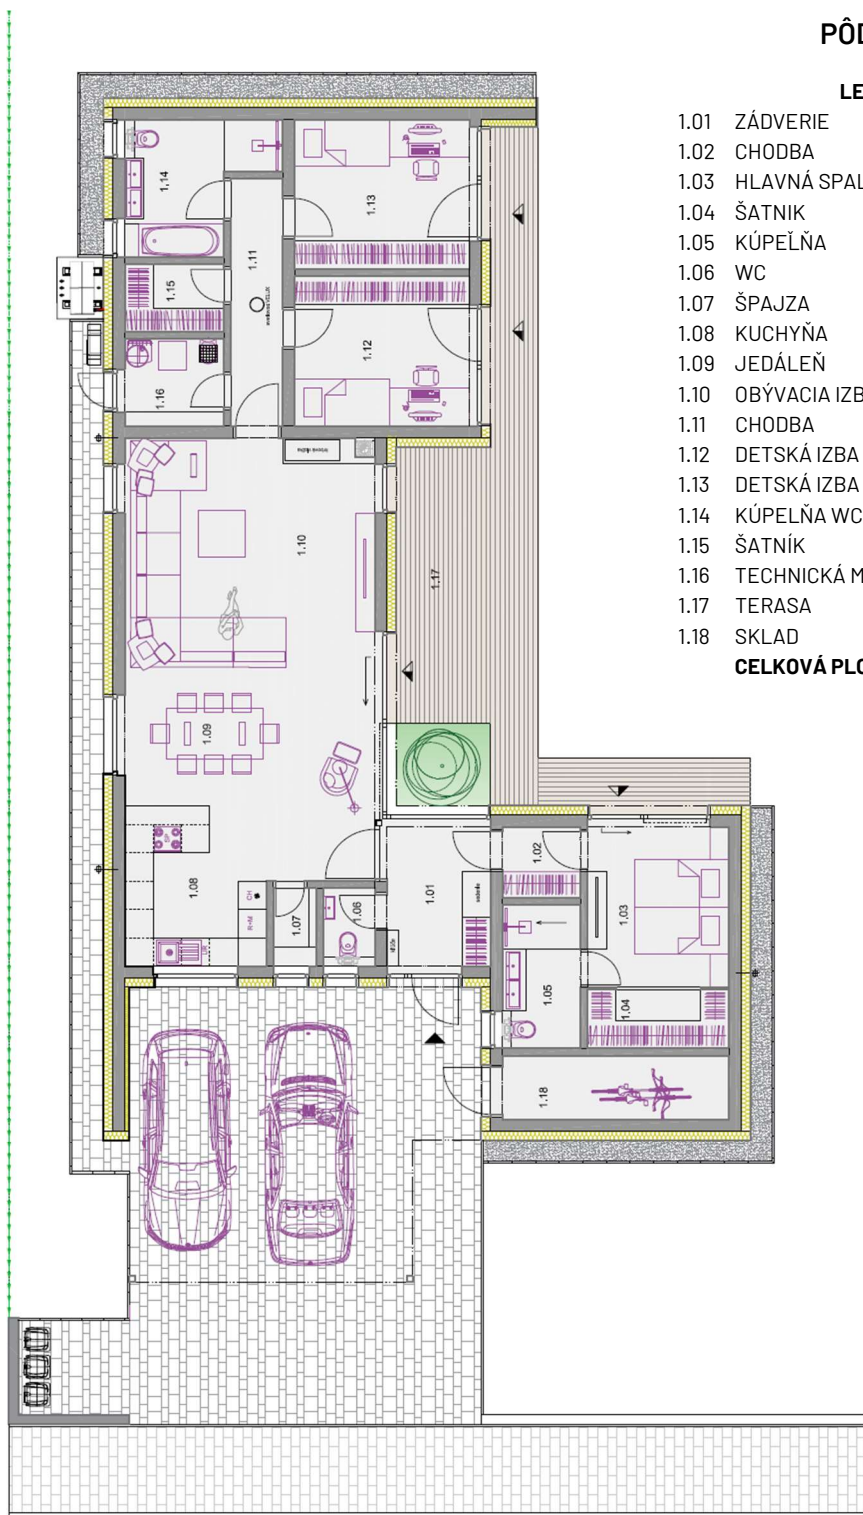 PÔD
LE
1.01 ZÁDVERIE
1.02 CHODBA
1.03 HLAVNÁ SPAL
1.04 ŠATNIK
1.05 KÚPEĽŇA
1.06 WC
1.07 ŠPAJZA
1.08 KUCHYŇA
1.09 JEDÁLEŇ
1.10 OBÝVACIA IZB
1.11 CHODBA
1.12 DETSKÁ IZBA
1.13 DETSKÁ IZBA
1.14 KÚPELŇA WC
1.15 ŠATNÍK
1.16 TECHNICKÁ M
1.17 TERASA
1.18 SKLAD
CELKOVÁ PLO
1.14
1.13
1.11
1.15
1.12
1.16
1.10
1.17
1.09
1.08
CH
R+M
1.07
1.06
1.01
1.02
1.03
1.05
1.04
1.18